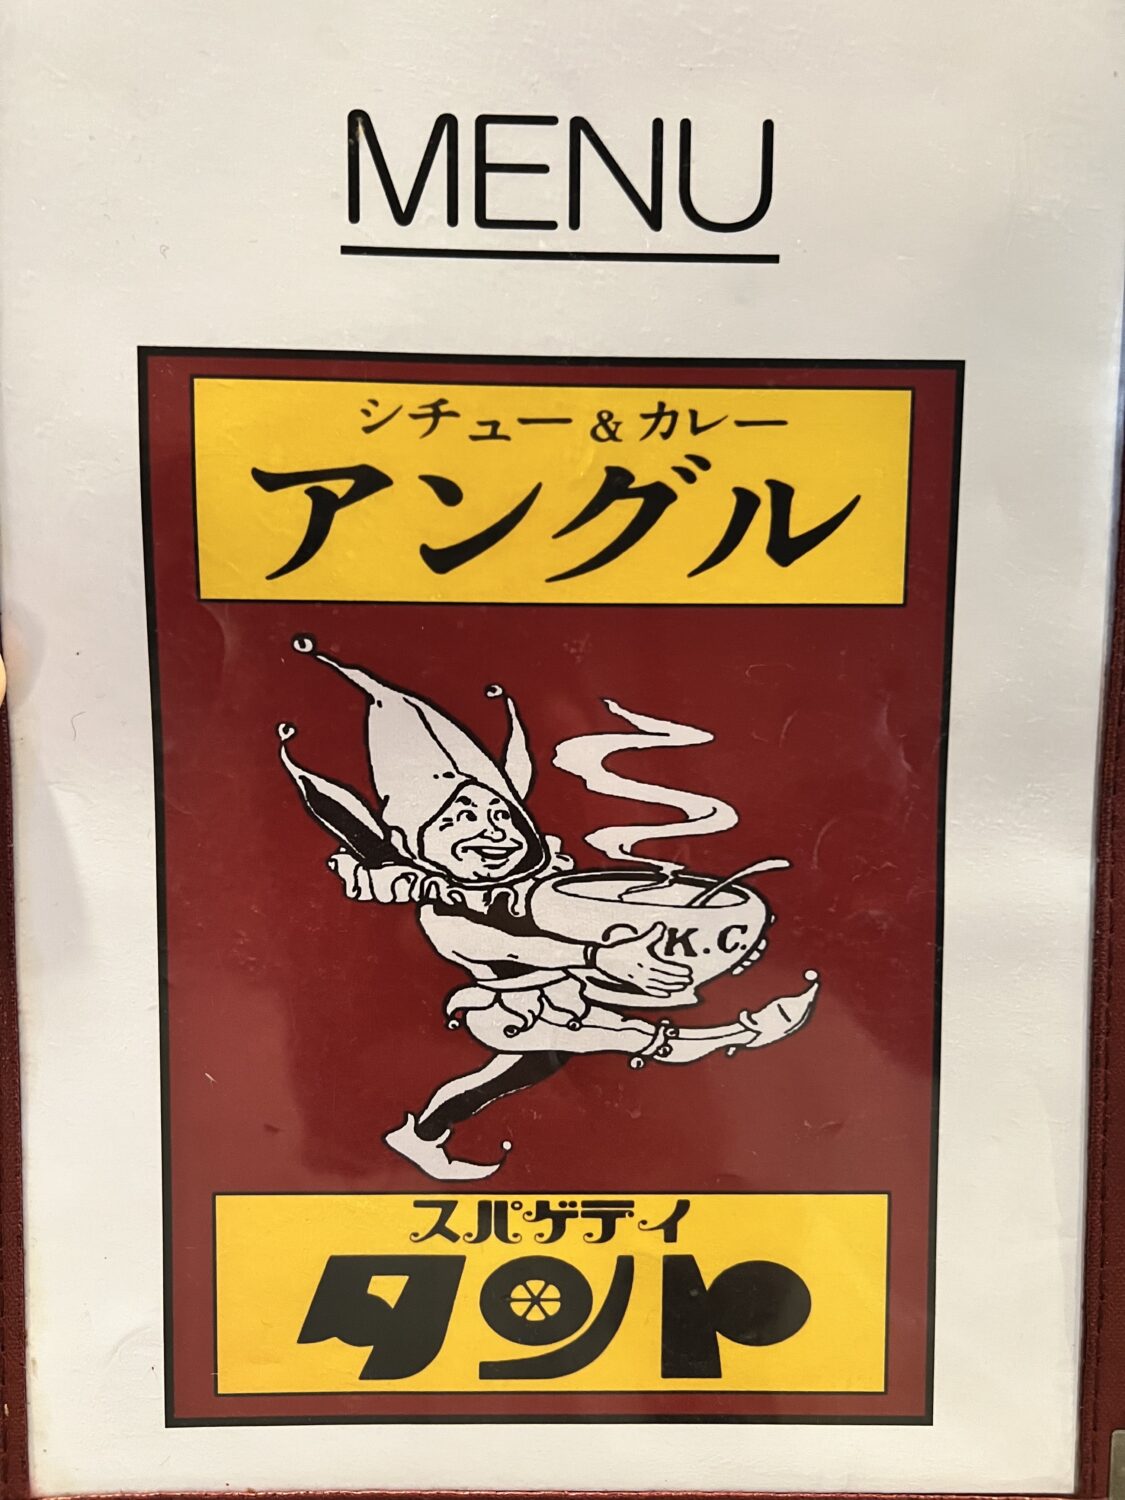 MENU
シチュー&カレー
アングル
K.C.
スパゲティ
タント